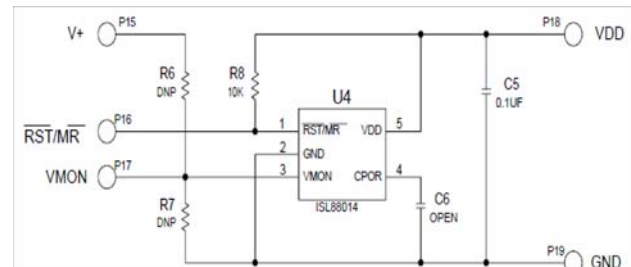 V+ P15
P18 VDD
R6 DNP
R8 10K
U4
C5 0.1UF
RST/MR P16
1 RST/MR VDD 5
2 GND
VMON P17
3 VMON CPOR 4
ISL88014
R7 DNP
C6 OPEN
P19 GND